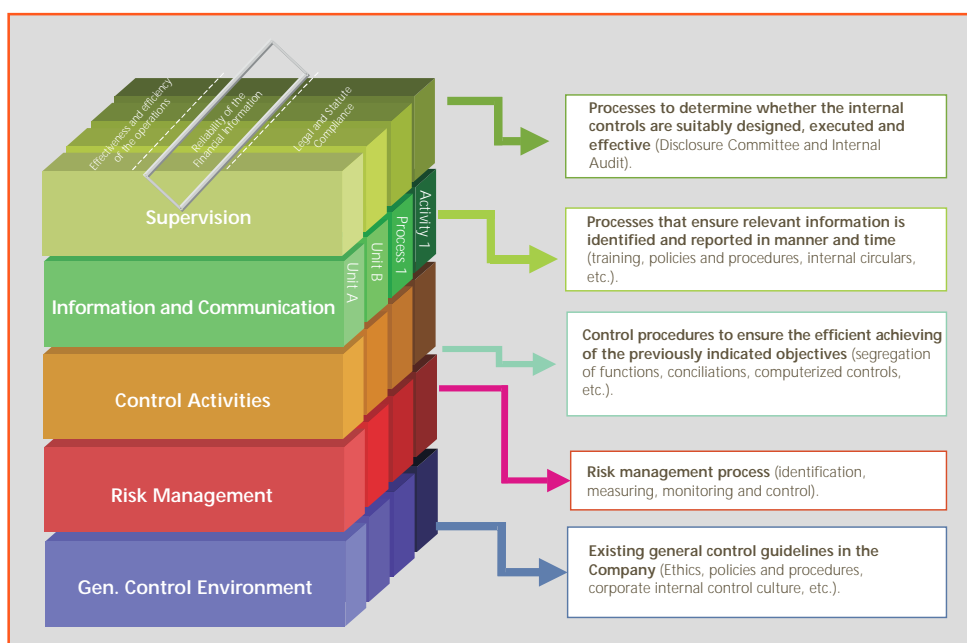 Effectiveness and efficiency
of the operations
Reliability of the
Financial Information
Legal and Statute
Compliance
Supervision
Information and Communication
Control Activities
Risk Management
Gen. Control Environment
Unit A
Unit B
Process 1
Activity 1
Processes to determine whether the internal
controls are suitably designed, executed and
effective (Disclosure Committee and Internal
Audit).
Processes that ensure relevant information is
identified and reported in manner and time
(training, policies and procedures, internal circulars,
etc.).
Control procedures to ensure the efficient achieving
of the previously indicated objectives (segregation
of functions, conciliations, computerized controls,
etc.).
Risk management process (identification,
measuring, monitoring and control).
Existing general control guidelines in the
Company (Ethics, policies and procedures,
corporate internal control culture, etc.).